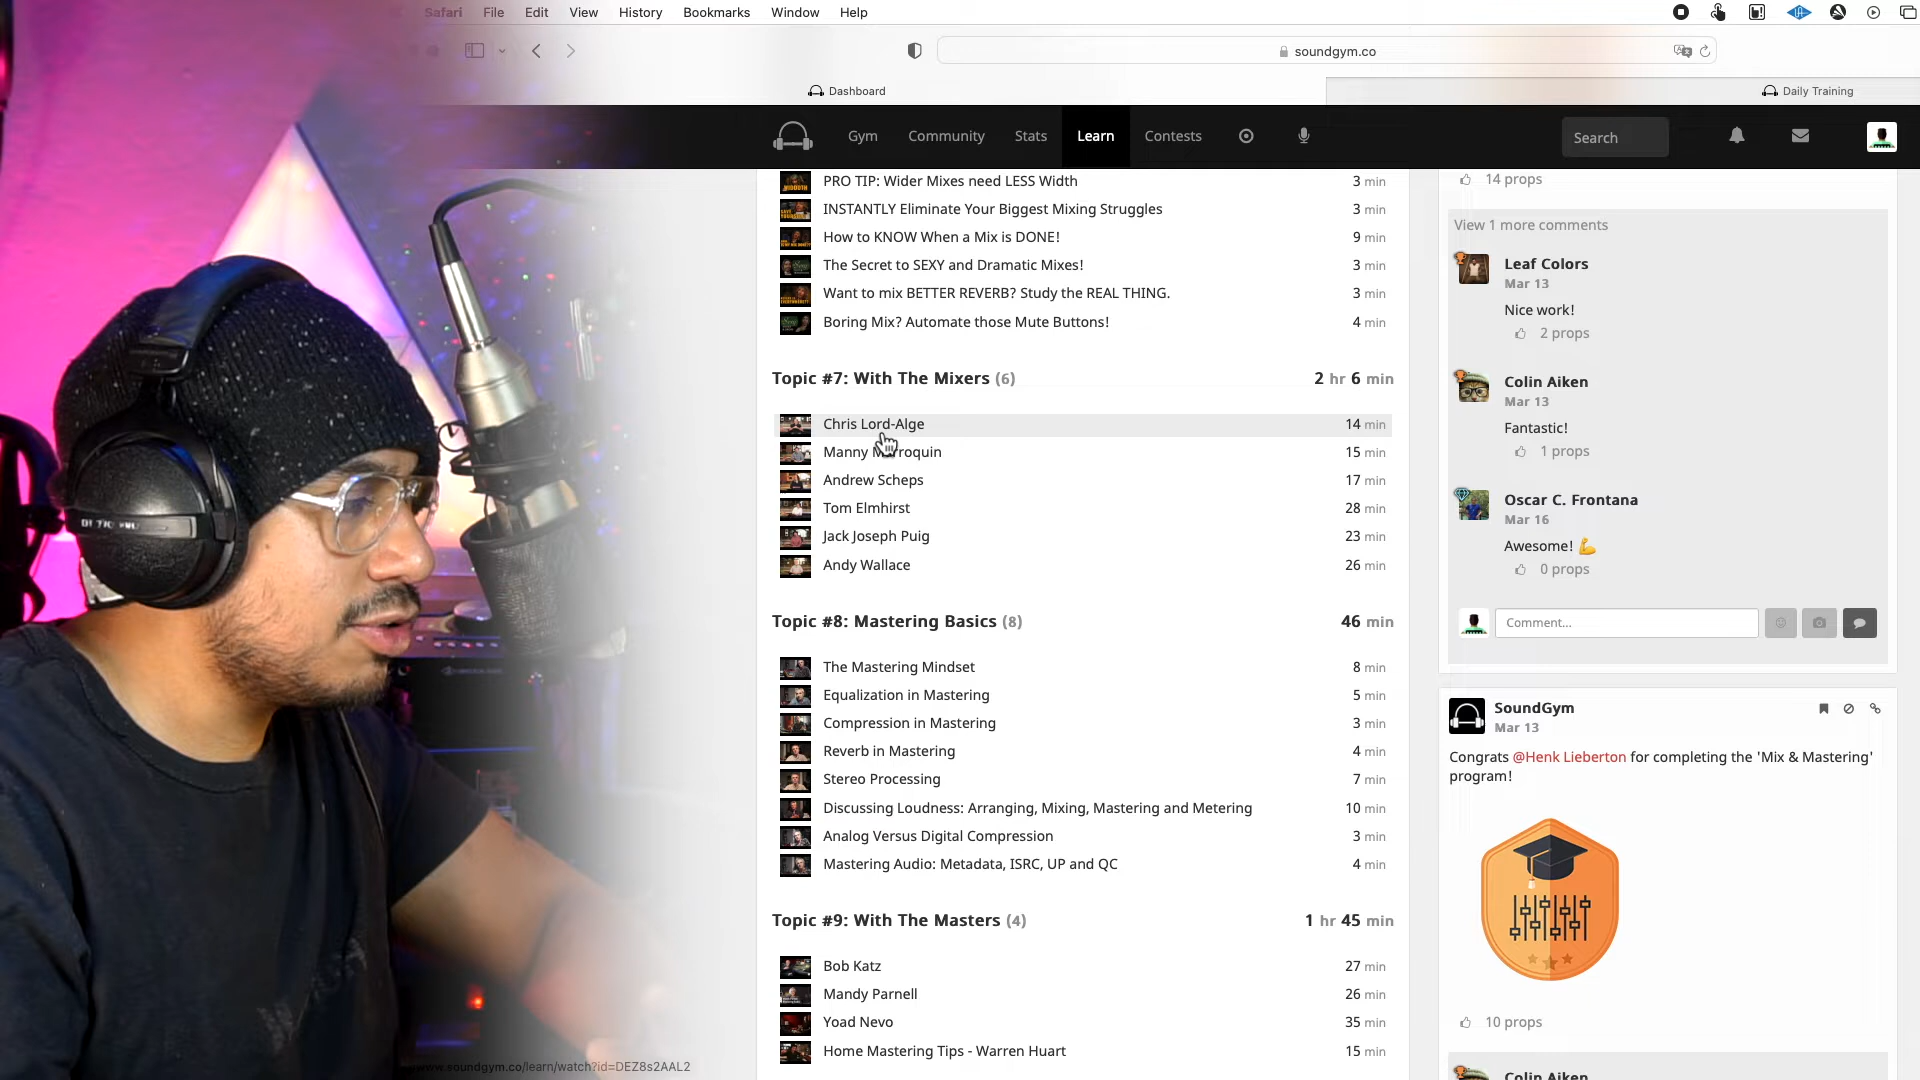 Safari File Edit View History Bookmarks Window Help
soundgym.co
Dashboard
Daily Training
Gym Community Stats Learn Contests Search
PRO TIP: Wider Mixes need LESS Width 3 min
INSTANTLY Eliminate Your Biggest Mixing Struggles 3 min
How to KNOW When a Mix is DONE! 9 min
The Secret to SEXY and Dramatic Mixes! 3 min
Want to mix BETTER REVERB? Study the REAL THING. 3 min
Boring Mix? Automate those Mute Buttons! 4 min
Topic #7: With The Mixers (6) 2 hr 6 min
Chris Lord-Alge 14 min
Manny Marroquin 15 min
Andrew Scheps 17 min
Tom Elmhirst 28 min
Jack Joseph Puig 23 min
Andy Wallace 26 min
Topic #8: Mastering Basics (8) 46 min
The Mastering Mindset 8 min
Equalization in Mastering 5 min
Compression in Mastering 3 min
Reverb in Mastering 4 min
Stereo Processing 7 min
Discussing Loudness: Arranging, Mixing, Mastering and Metering 10 min
Analog Versus Digital Compression 3 min
Mastering Audio: Metadata, ISRC, UP and QC 4 min
Topic #9: With The Masters (4) 1 hr 45 min
Bob Katz 27 min
Mandy Parnell 26 min
Yoad Nevo 35 min
Home Mastering Tips - Warren Huart 15 min
www.soundgym.co/learn/watch?id=DEZ8s2AAL2
14 props
View 1 more comments
Leaf Colors
Mar 13
Nice work!
2 props
Colin Aiken
Mar 13
Fantastic!
1 props
Oscar C. Frontana
Mar 16
Awesome! 💪
0 props
Comment...
SoundGym
Mar 13
Congrats @Henk Lieberton for completing the 'Mix & Mastering'
program!
10 props
Colin Aiken